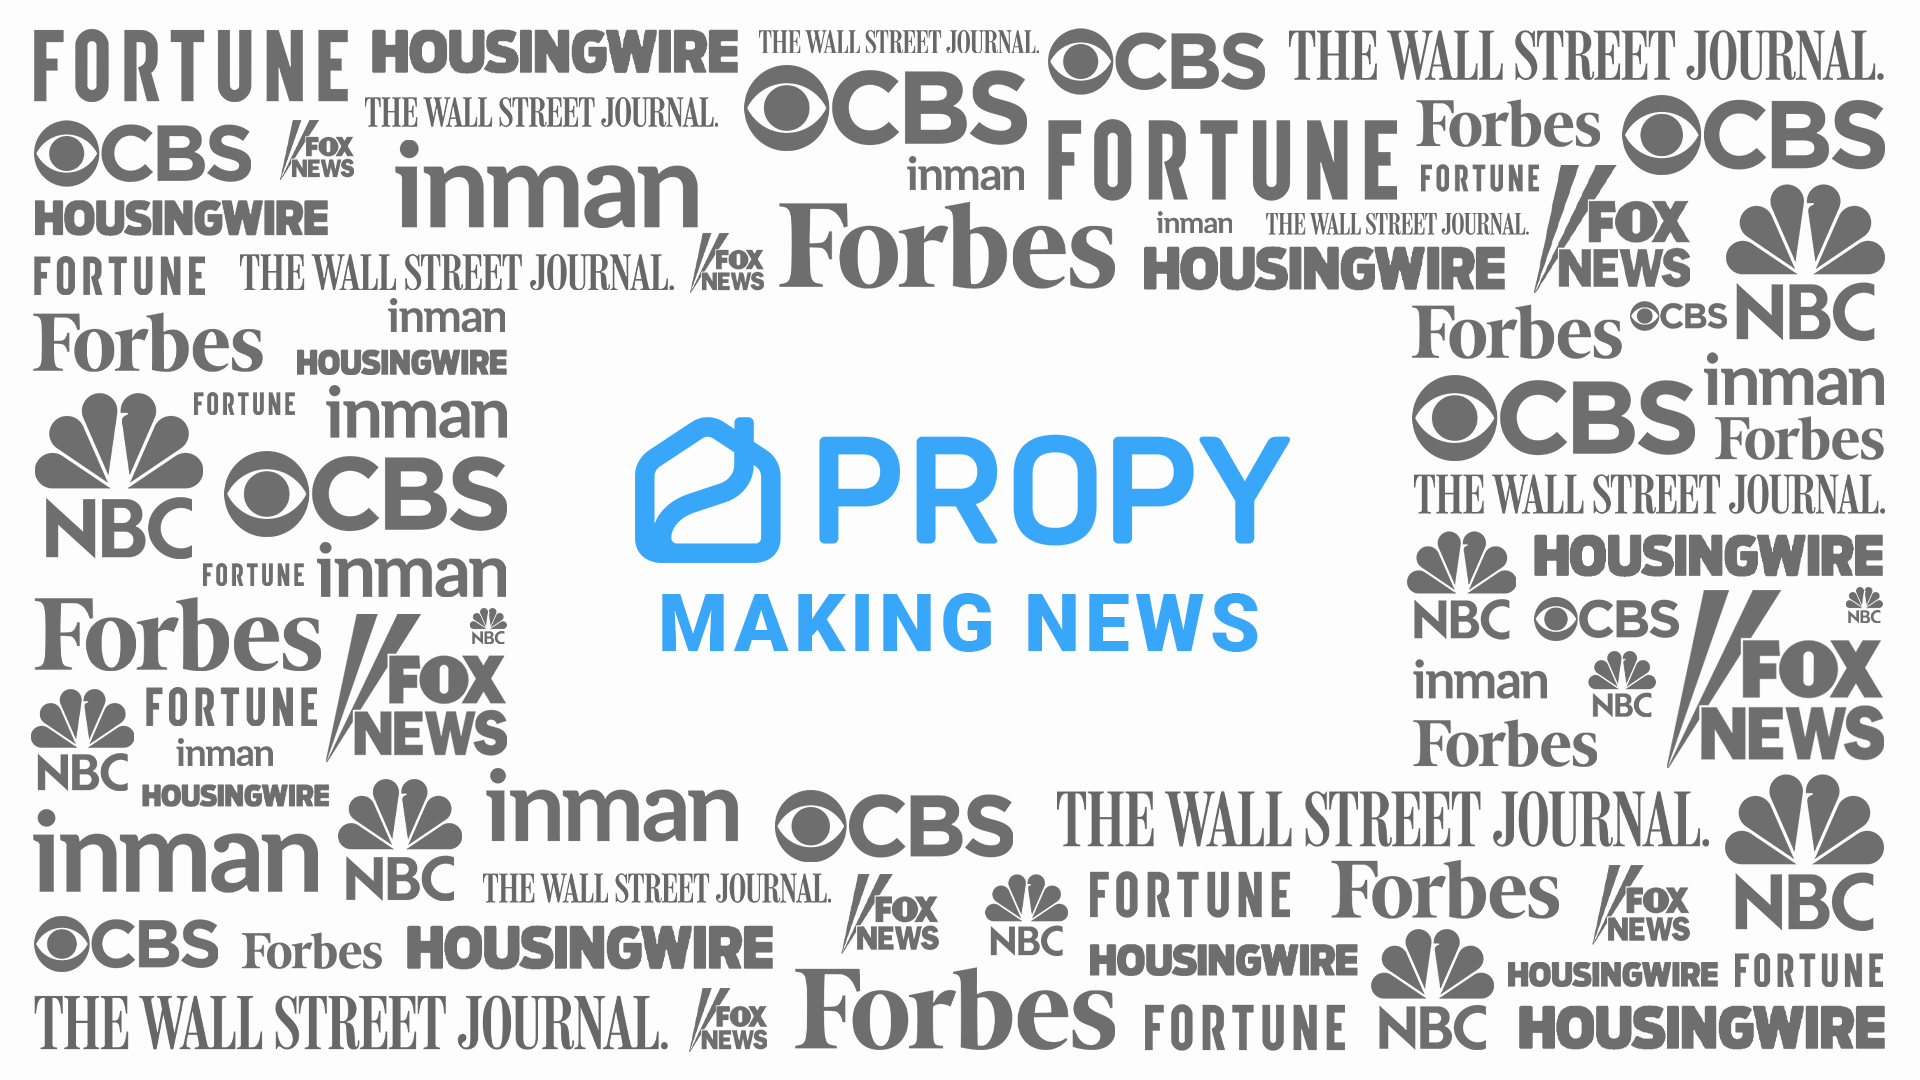 FORTUNE HOUSINGWIRE THE WALL STREET JOURNAL. CBS THE WALL STREET JOURNAL.
THE WALL STREET JOURNAL. CBS Forbes CBS
CBS FOX NEWS inman inman FORTUNE FORTUNE
HOUSINGWIRE Forbes inman THE WALL STREET JOURNAL. FOX NEWS NBC
FORTUNE THE WALL STREET JOURNAL. FOX NEWS HOUSINGWIRE
Forbes inman Forbes CBS
HOUSINGWIRE
NBC FORTUNE inman CBS inman
Forbes
CBS PROPY THE WALL STREET JOURNAL.
FORTUNE inman NBC HOUSINGWIRE
Forbes NBC MAKING NEWS CBS NBC
FOX NEWS inman NBC FOX NEWS
NBC FORTUNE Forbes
inman
HOUSINGWIRE
inman NBC inman CBS THE WALL STREET JOURNAL. NBC
THE WALL STREET JOURNAL. FOX NEWS NBC FORTUNE Forbes FOX NEWS
CBS Forbes HOUSINGWIRE HOUSINGWIRE NBC HOUSINGWIRE FORTUNE
THE WALL STREET JOURNAL. FOX NEWS Forbes FORTUNE HOUSINGWIRE